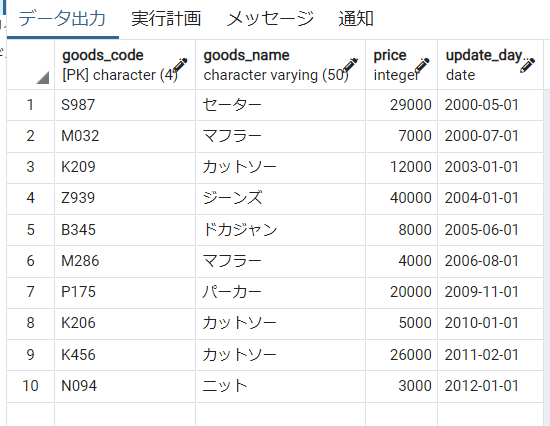 データ出力 実行計画 メッセージ 通知
goods_code goods_name price update_day
[PK] character (4) character varying (50) integer date
1 S987 セーター 29000 2000-05-01
2 M032 マフラー 7000 2000-07-01
3 K209 カットソー 12000 2003-01-01
4 Z939 ジーンズ 40000 2004-01-01
5 B345 ドカジャン 8000 2005-06-01
6 M286 マフラー 4000 2006-08-01
7 P175 パーカー 20000 2009-11-01
8 K206 カットソー 5000 2010-01-01
9 K456 カットソー 26000 2011-02-01
10 N094 ニット 3000 2012-01-01